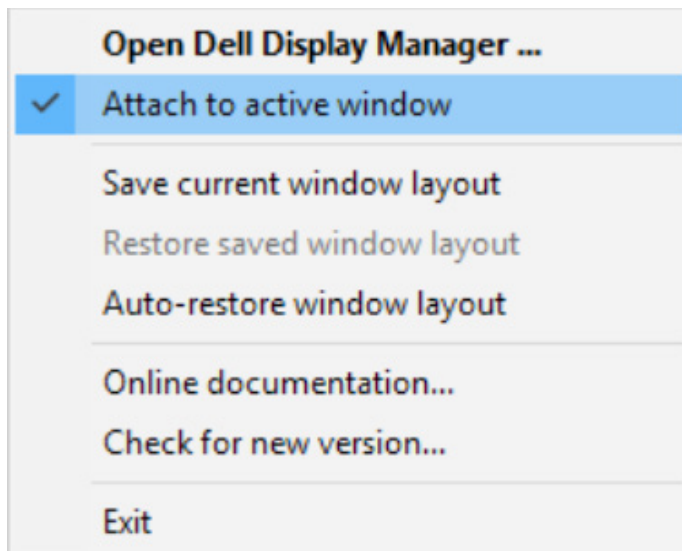 Open Dell Display Manager ...
Attach to active window
Save current window layout
Restore saved window layout
Auto-restore window layout
Online documentation...
Check for new version...
Exit